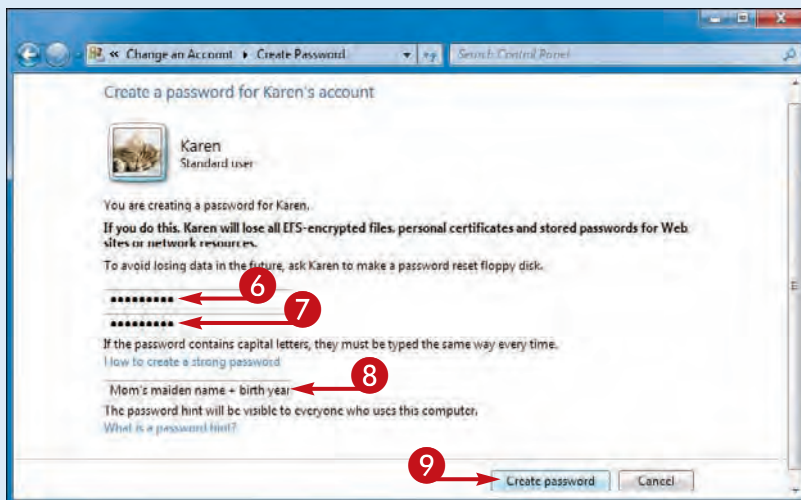 « Change an Account ▸ Create Password Search Control Panel
Create a password for Karen's account
Karen
Standard user
You are creating a password for Karen.
If you do this, Karen will lose all EFS-encrypted files, personal certificates and stored passwords for Web
sites or network resources.
To avoid losing data in the future, ask Karen to make a password reset floppy disk.
••••••••• 6
••••••••• 7
If the password contains capital letters, they must be typed the same way every time.
How to create a strong password
Mom's maiden name + birth year 8
The password hint will be visible to everyone who uses this computer.
What is a password hint?
9 Create password Cancel